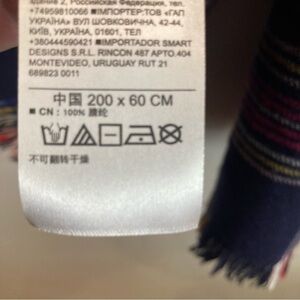 здание 2, Российская Федерация, тел.
+74959810066 ■ИМПОРТЕР:ТОВ «ГАП
УКРАЇНА» ВУЛ ШОВКОВИЧНА, 42-44,
КИЇВ, УКРАЇНА, 01601, ТЕЛ
+380444590421 ■IMPORTADOR SMART
DESIGNS S.R.L. RINCON 487 APTO.404
MONTEVIDEO, URUGUAY RUT 21
689823 0011
中国 200 x 60 CM
■ CN: 100% 腈纶
不可翻转干燥